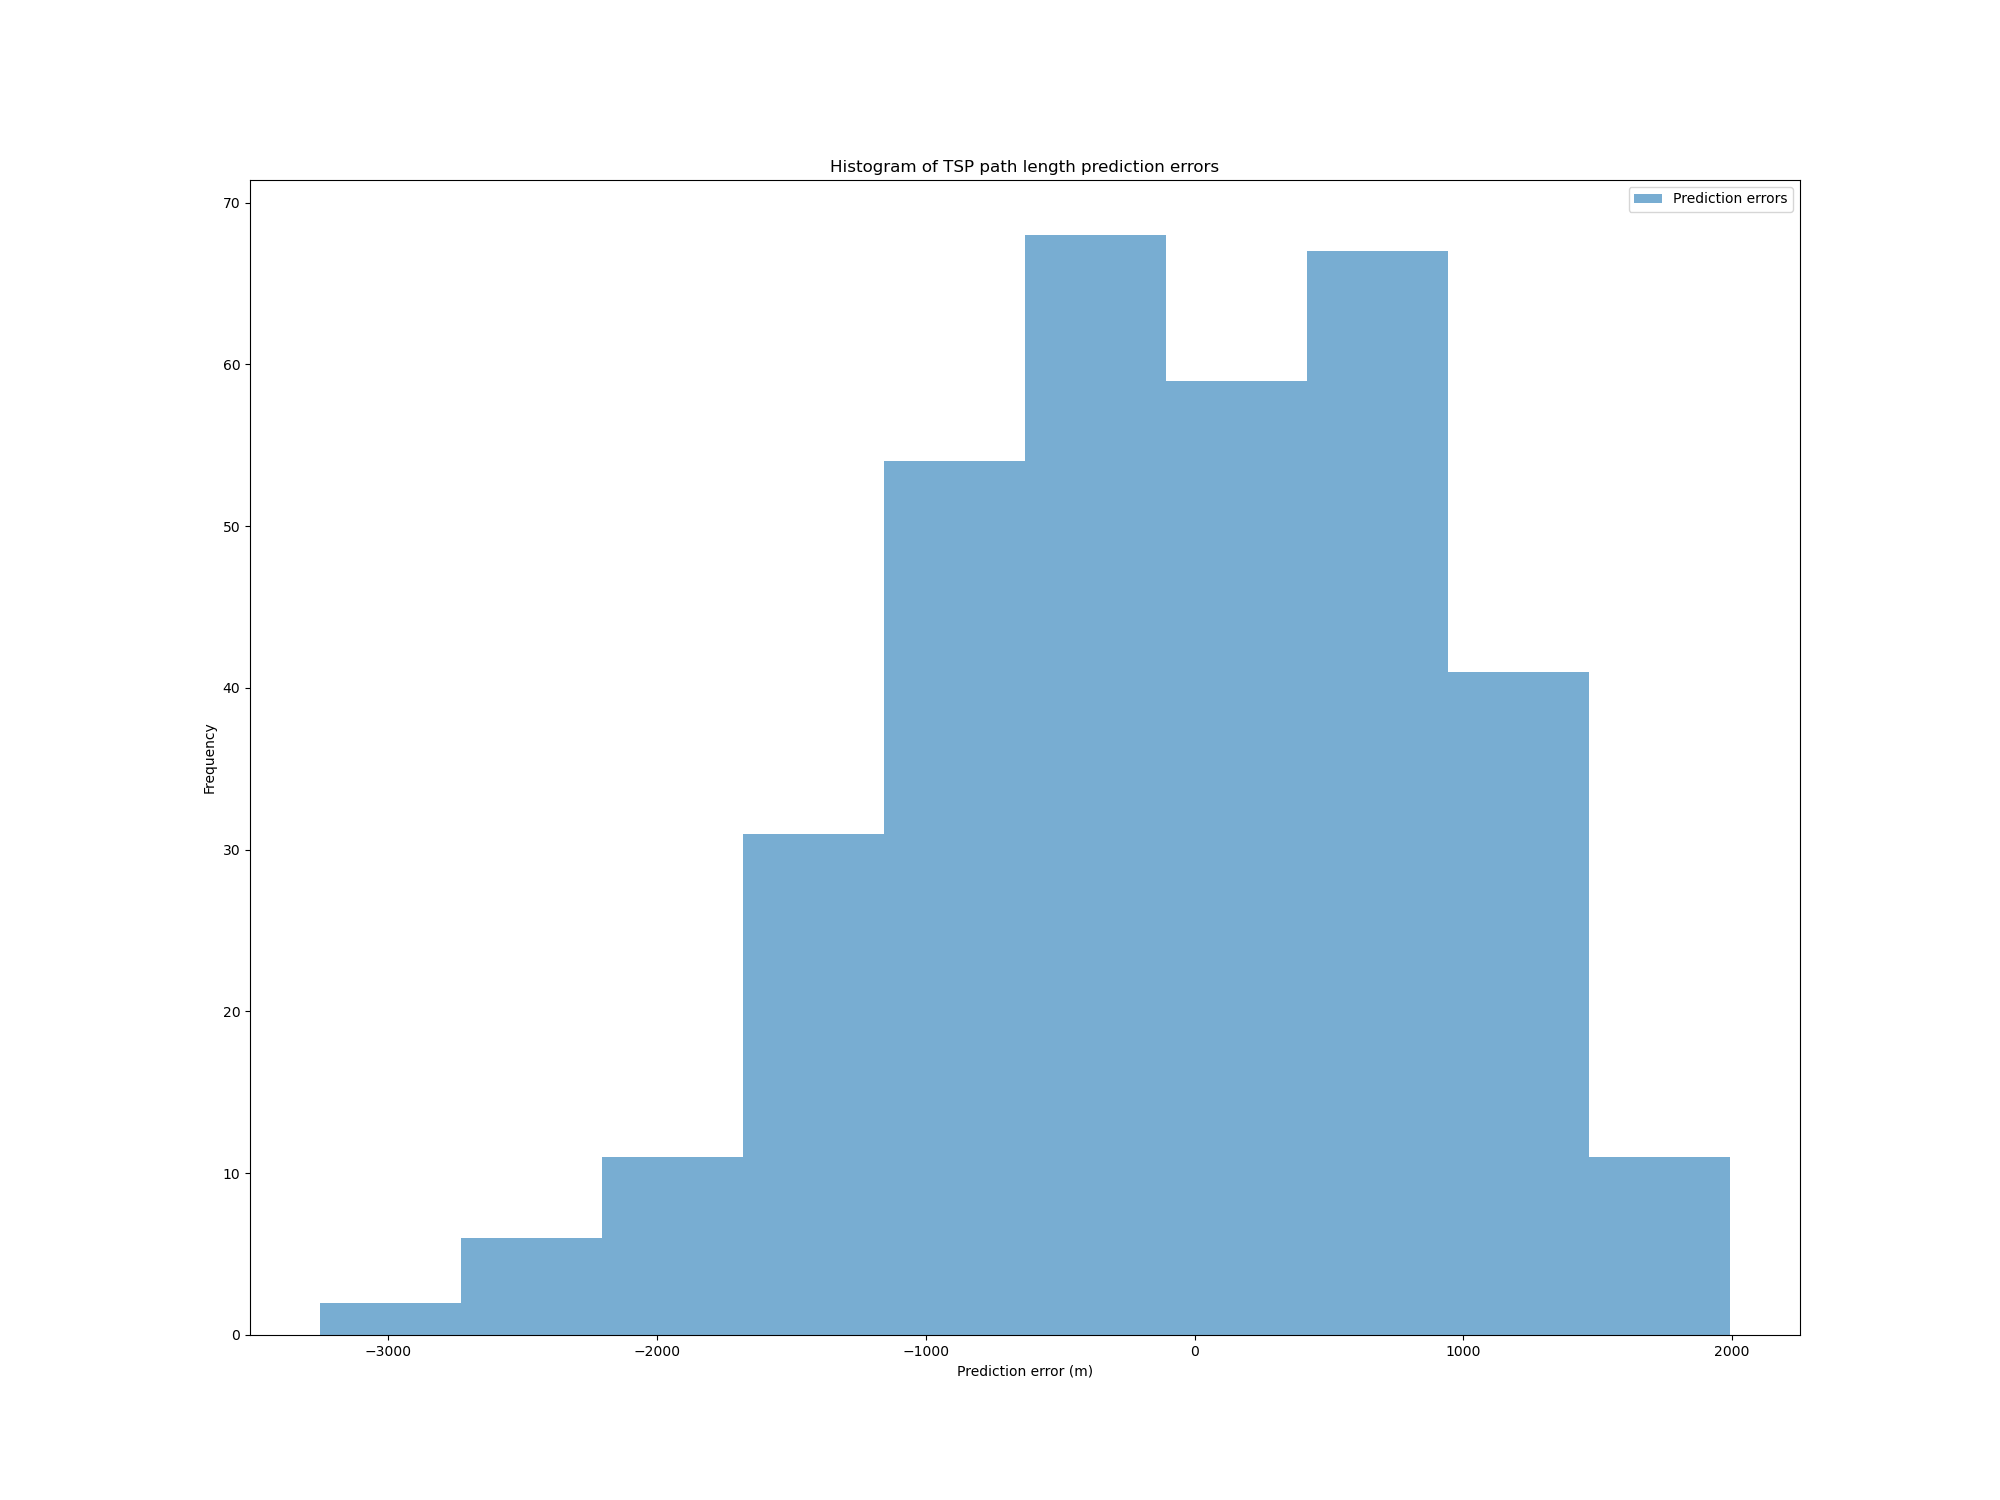 Histogram of TSP path length prediction errors
Prediction errors
70
60
50
40
30
20
10
0
Frequency
−3000 −2000 −1000 0 1000 2000
Prediction error (m)